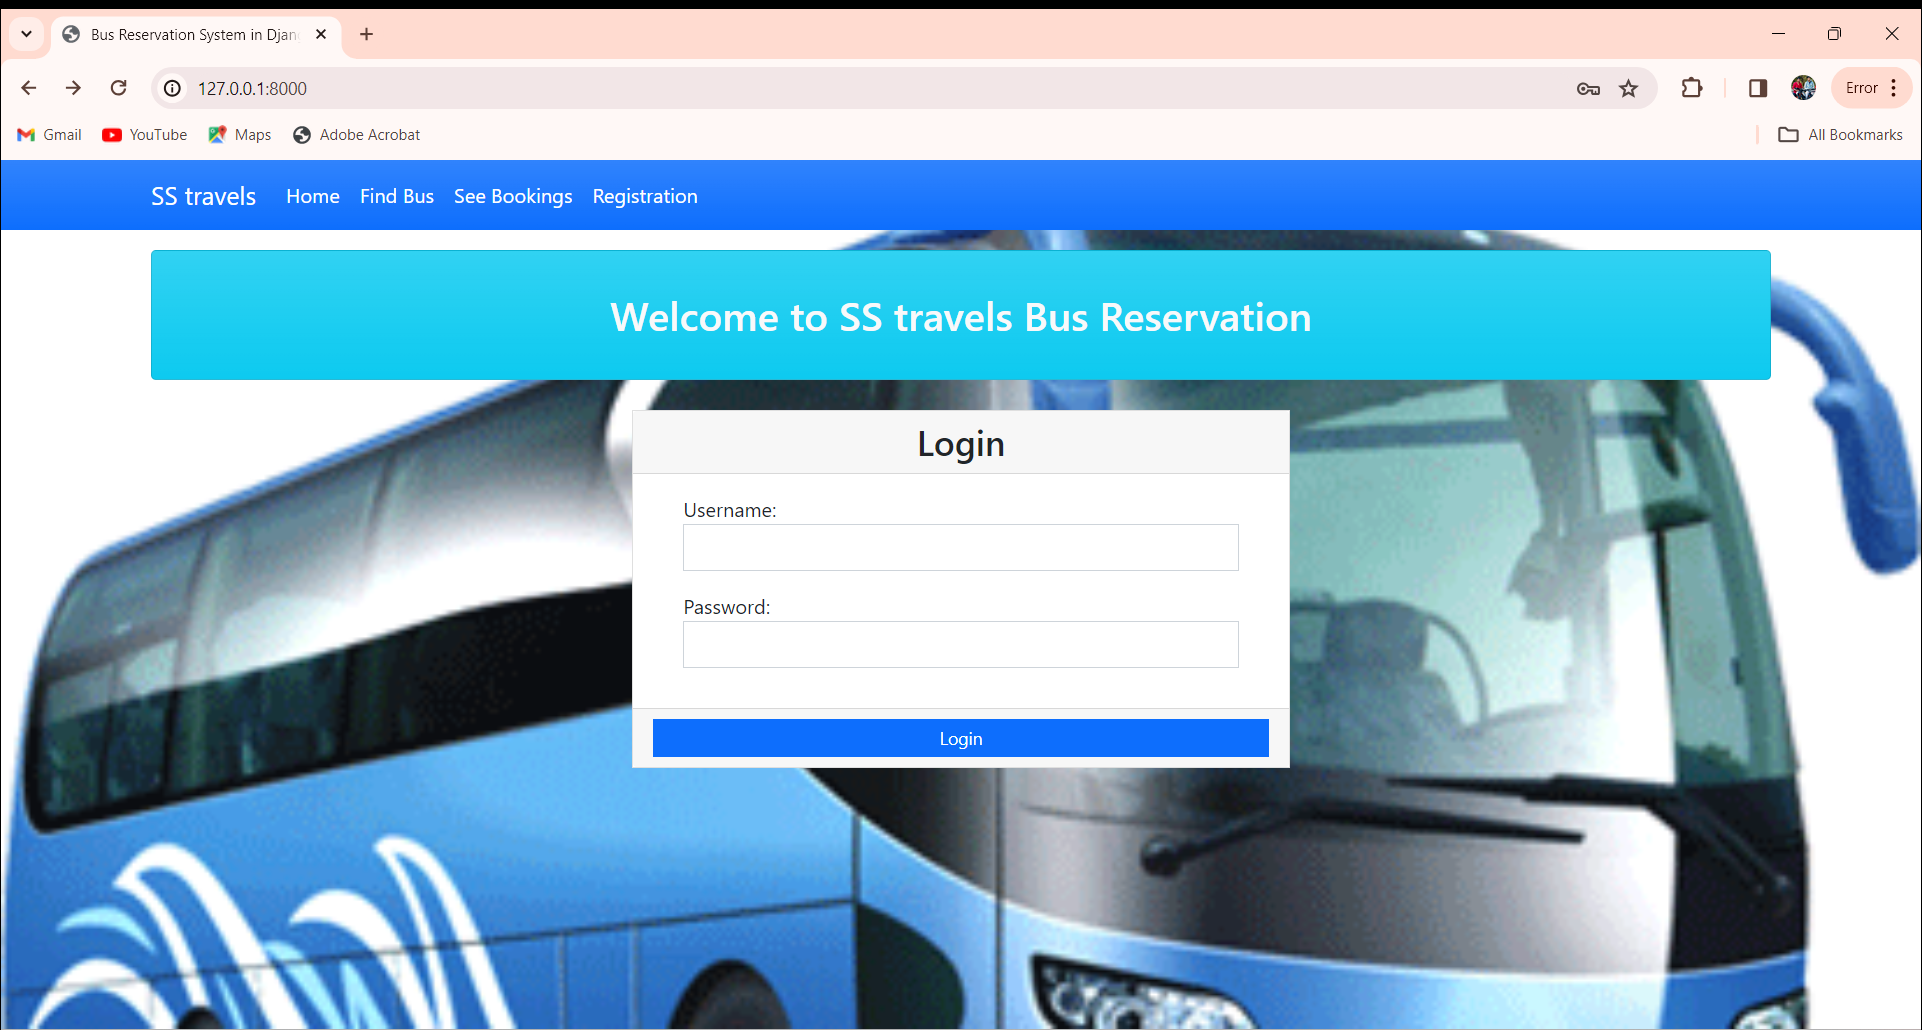 Bus Reservation System in Djan
127.0.0.1:8000
Error
Gmail YouTube Maps Adobe Acrobat All Bookmarks
SS travels Home Find Bus See Bookings Registration
Welcome to SS travels Bus Reservation
Login
Username:
Password:
Login